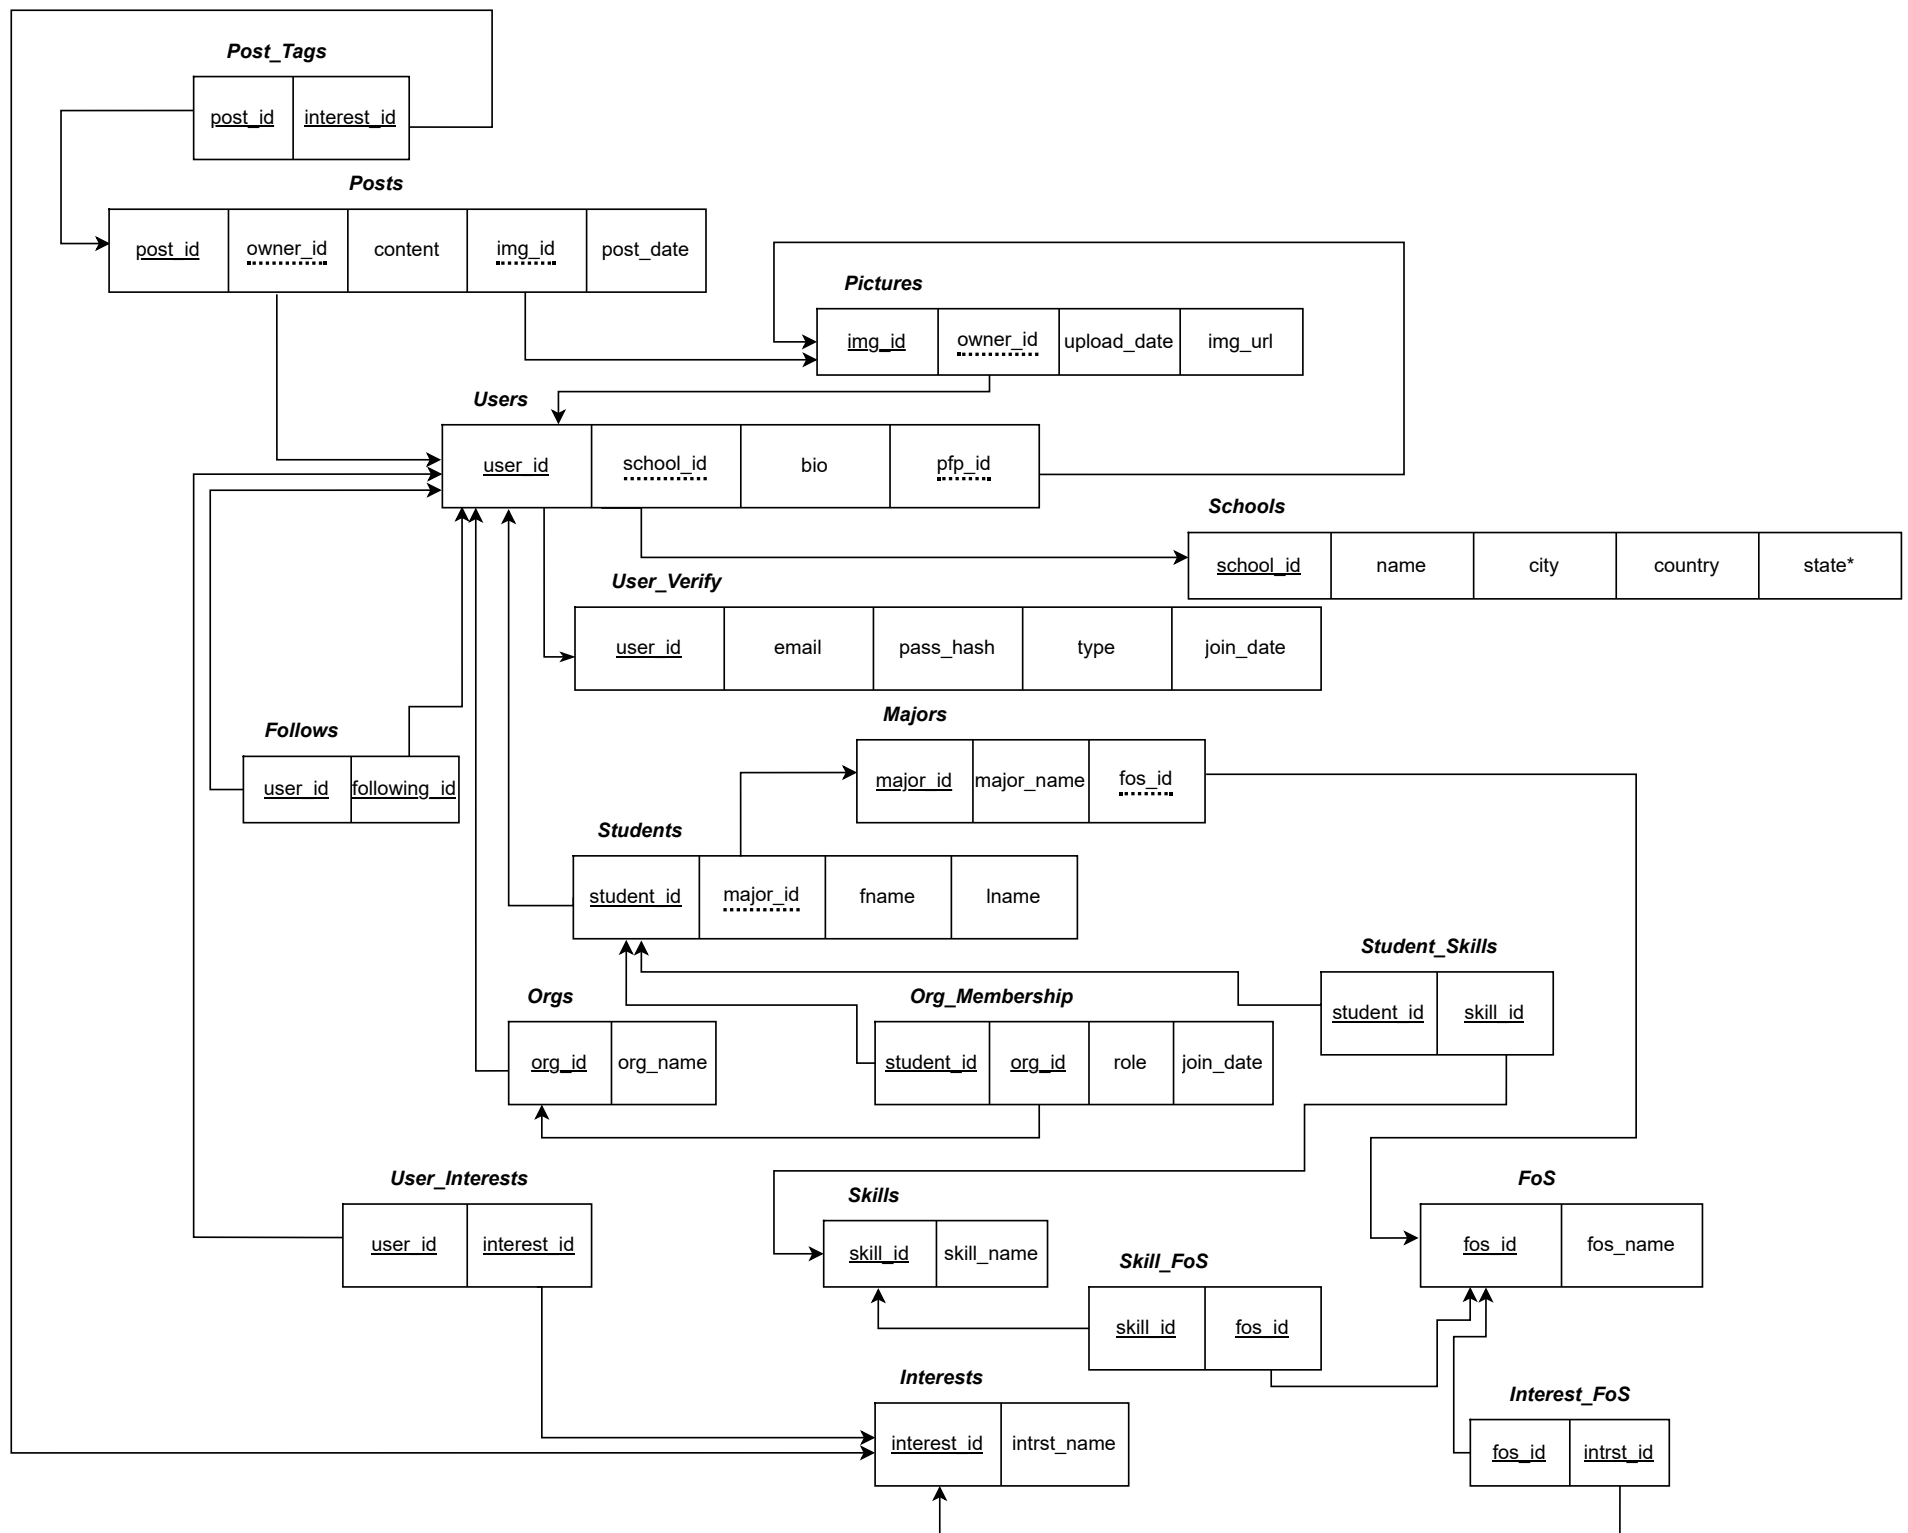 Post_Tags
post_id interest_id
Posts
post_id owner_id content img_id post_date
Pictures
img_id owner_id upload_date img_url
Users
user_id school_id bio pfp_id
Schools
school_id name city country state*
User_Verify
user_id email pass_hash type join_date
Majors
major_id major_name fos_id
Follows
user_id following_id
Students
student_id major_id fname lname
Student_Skills
student_id skill_id
Orgs
org_id org_name
Org_Membership
student_id org_id role join_date
User_Interests
user_id interest_id
Skills
skill_id skill_name
FoS
fos_id fos_name
Skill_FoS
skill_id fos_id
Interests
interest_id intrst_name
Interest_FoS
fos_id intrst_id